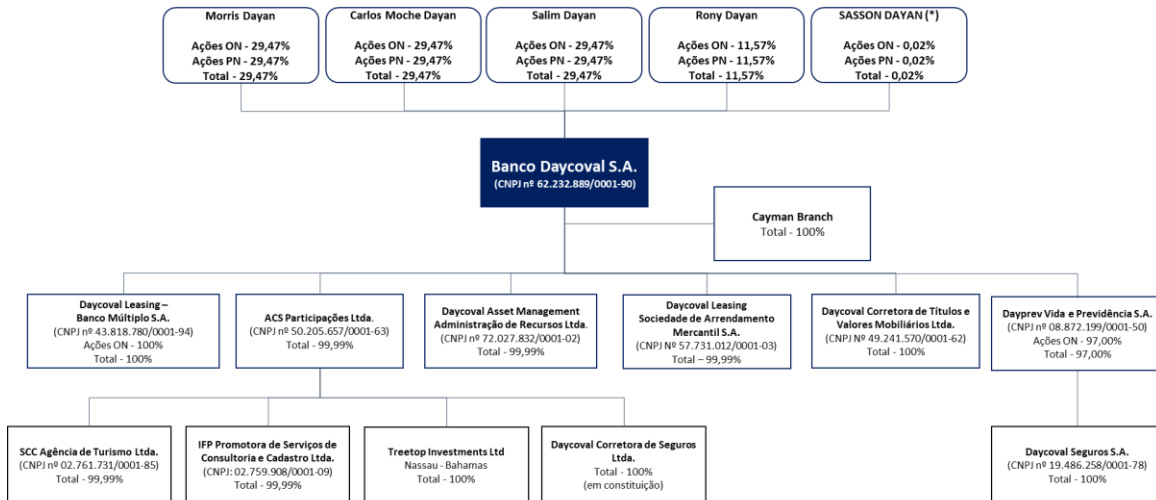 Morris Dayan
Ações ON - 29,47%
Ações PN - 29,47%
Total - 29,47%
Carlos Moche Dayan
Ações ON - 29,47%
Ações PN - 29,47%
Total - 29,47%
Salim Dayan
Ações ON - 29.47%
Ações PN - 29,47%
Total - 29,47%
Rony Dayan
Ações ON - 11,57%
Ações PN - 11,57%
Total - 11,57%
SASSON DAYAN (*)
Ações ON - 0,02%
Ações PN - 0,02%
Total - 0,02%
Banco Daycoval S.A.
(CNPJ nº 62.232.889/0001-90)
Cayman Branch
Total - 100%
Daycoval Leasing –
Banco Múltiplo S.A.
(CNPJ nº 43.818.780/0001-94)
Ações ON - 100%
Total - 100%
ACS Participações Ltda.
(CNPJ nº 50.205.657/0001-63)
Total - 99,99%
Daycoval Asset Management
Administração de Recursos Ltda.
(CNPJ nº 72.027.832/0001-02)
Total - 99,99%
Daycoval Leasing
Sociedade de Arrendamento
Mercantil S.A.
(CNPJ Nº 57.731.012/0001-03)
Total – 99,99%
Daycoval Corretora de Títulos e
Valores Mobiliários Ltda.
(CNPJ Nº 49.241.570/0001-62)
Total - 100%
Dayprev Vida e Previdência S.A.
(CNPJ nº 08.872.199/0001-50)
Ações ON - 97,00%
Total - 97,00%
SCC Agência de Turismo Ltda.
(CNPJ nº 02.761.731/0001-85)
Total - 99,99%
IFP Promotora de Serviços de
Consultoria e Cadastro Ltda.
(CNPJ: 02.759.908/0001-09)
Total - 99,99%
Treetop Investments Ltd
Nassau - Bahamas
Total - 100%
Daycoval Corretora de Seguros
Ltda.
Total - 100%
(em constituição)
Daycoval Seguros S.A.
(CNPJ nº 19.486.258/0001-78)
Total - 100%